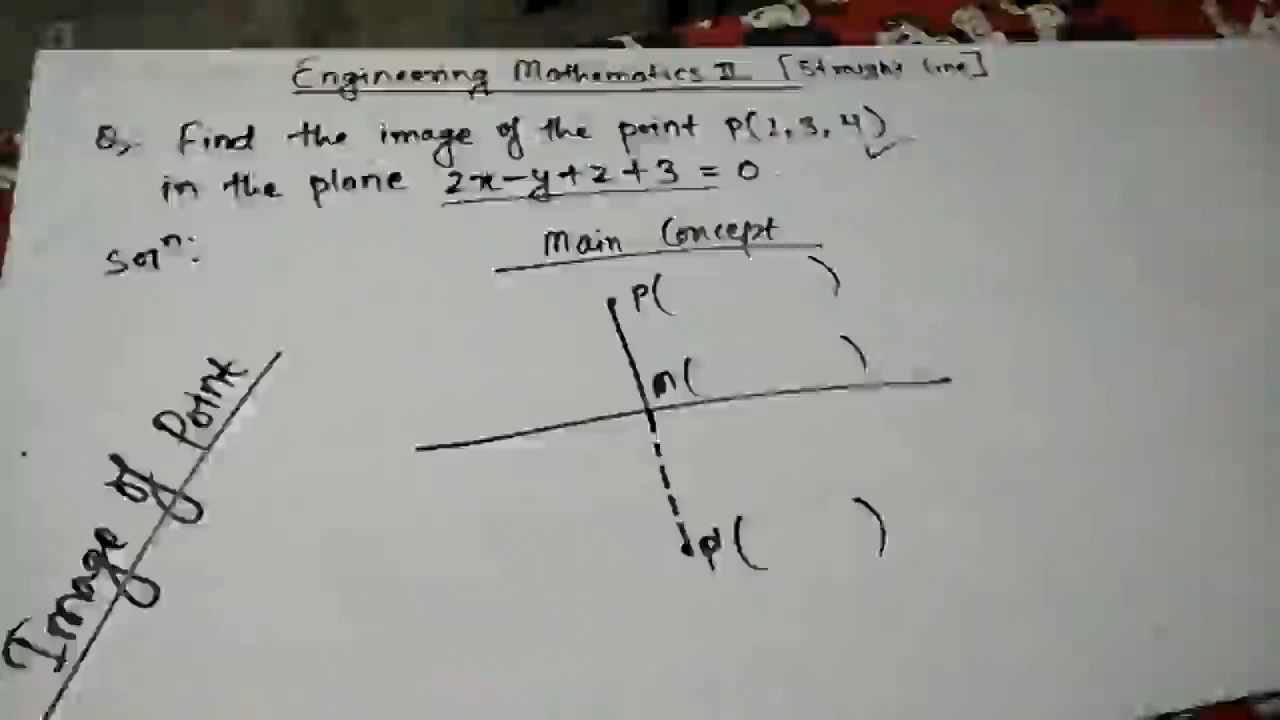 Engineering Mathematics II [Straight Line]
Q. Find the image of the point P(1,3,4)
in the plane 2x-y+z+3 = 0.
Solⁿ:
Main Concept
P( )
M( )
P'( )
Image of Point